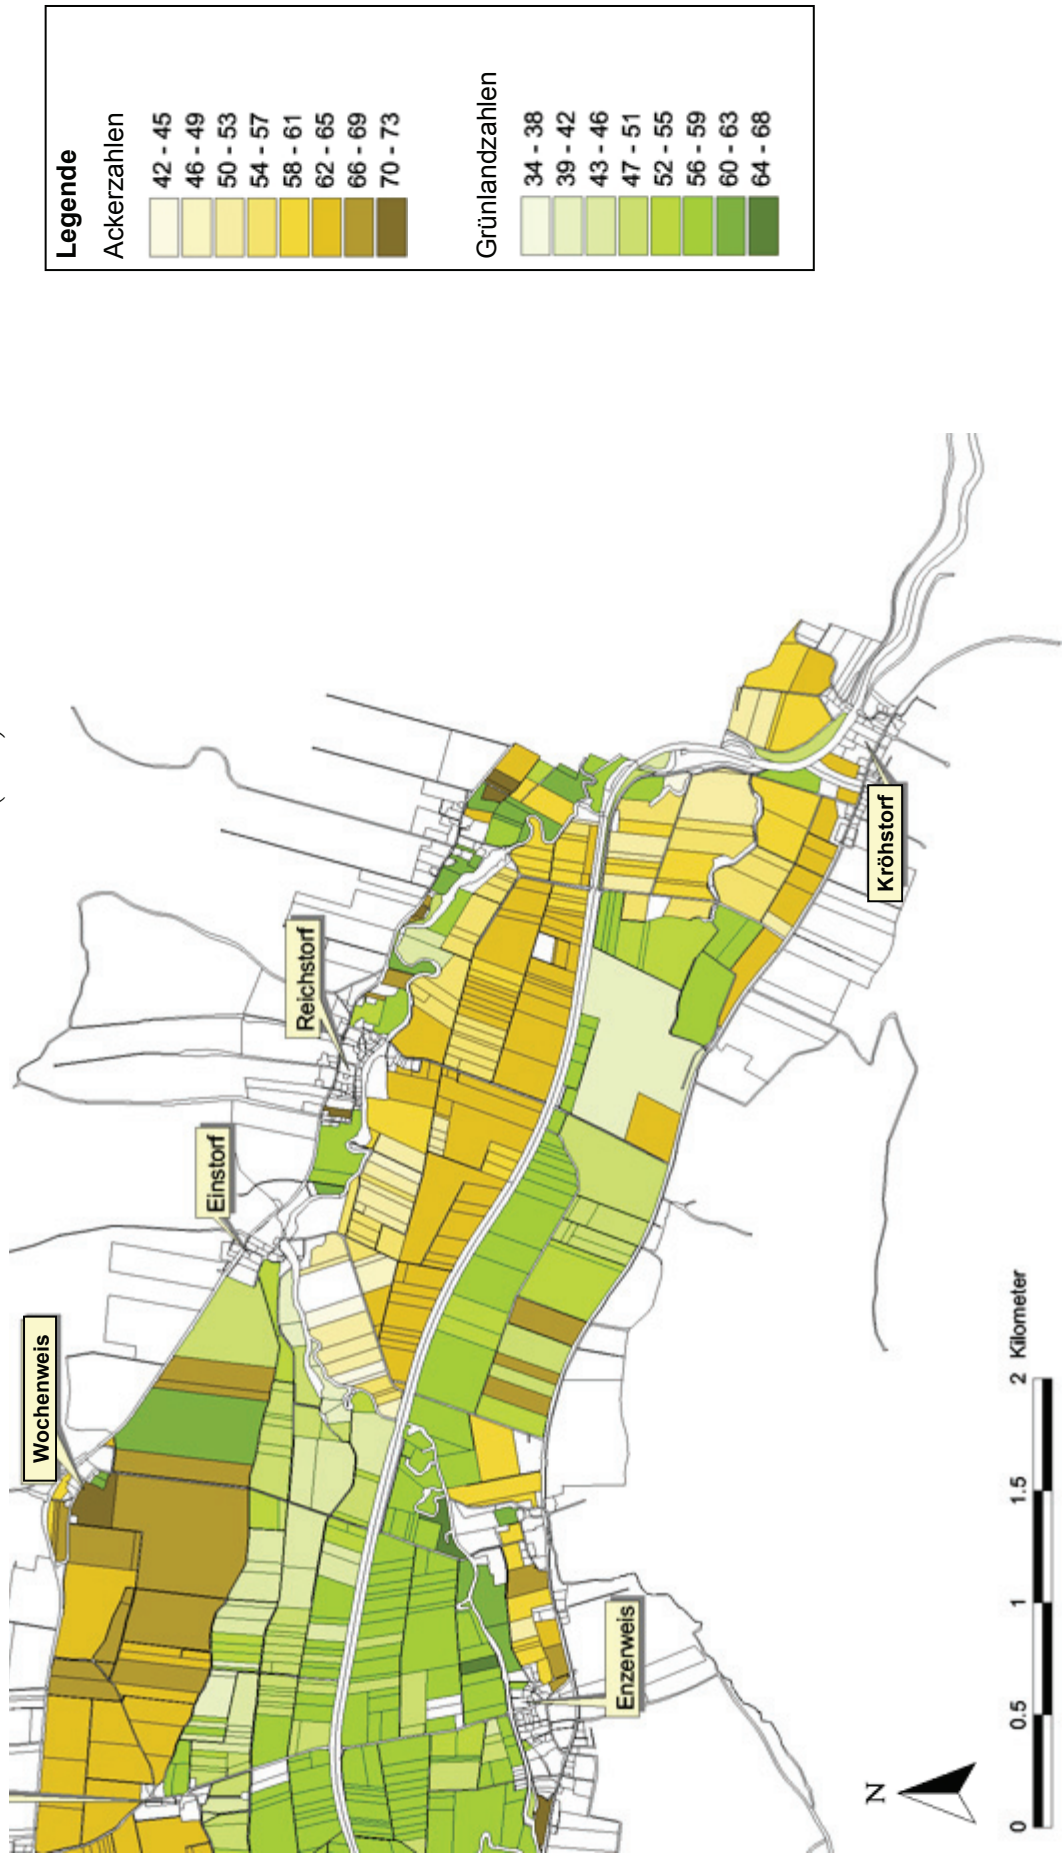 Legende
Ackerzahlen
42 - 45
46 - 49
50 - 53
54 - 57
58 - 61
62 - 65
66 - 69
70 - 73
Grünlandzahlen
34 - 38
39 - 42
43 - 46
47 - 51
52 - 55
56 - 59
60 - 63
64 - 68
Wochenweis
Einstorf
Reichstorf
Enzerweis
Kröhstorf
N
0 0.5 1 1.5 2 Kilometer